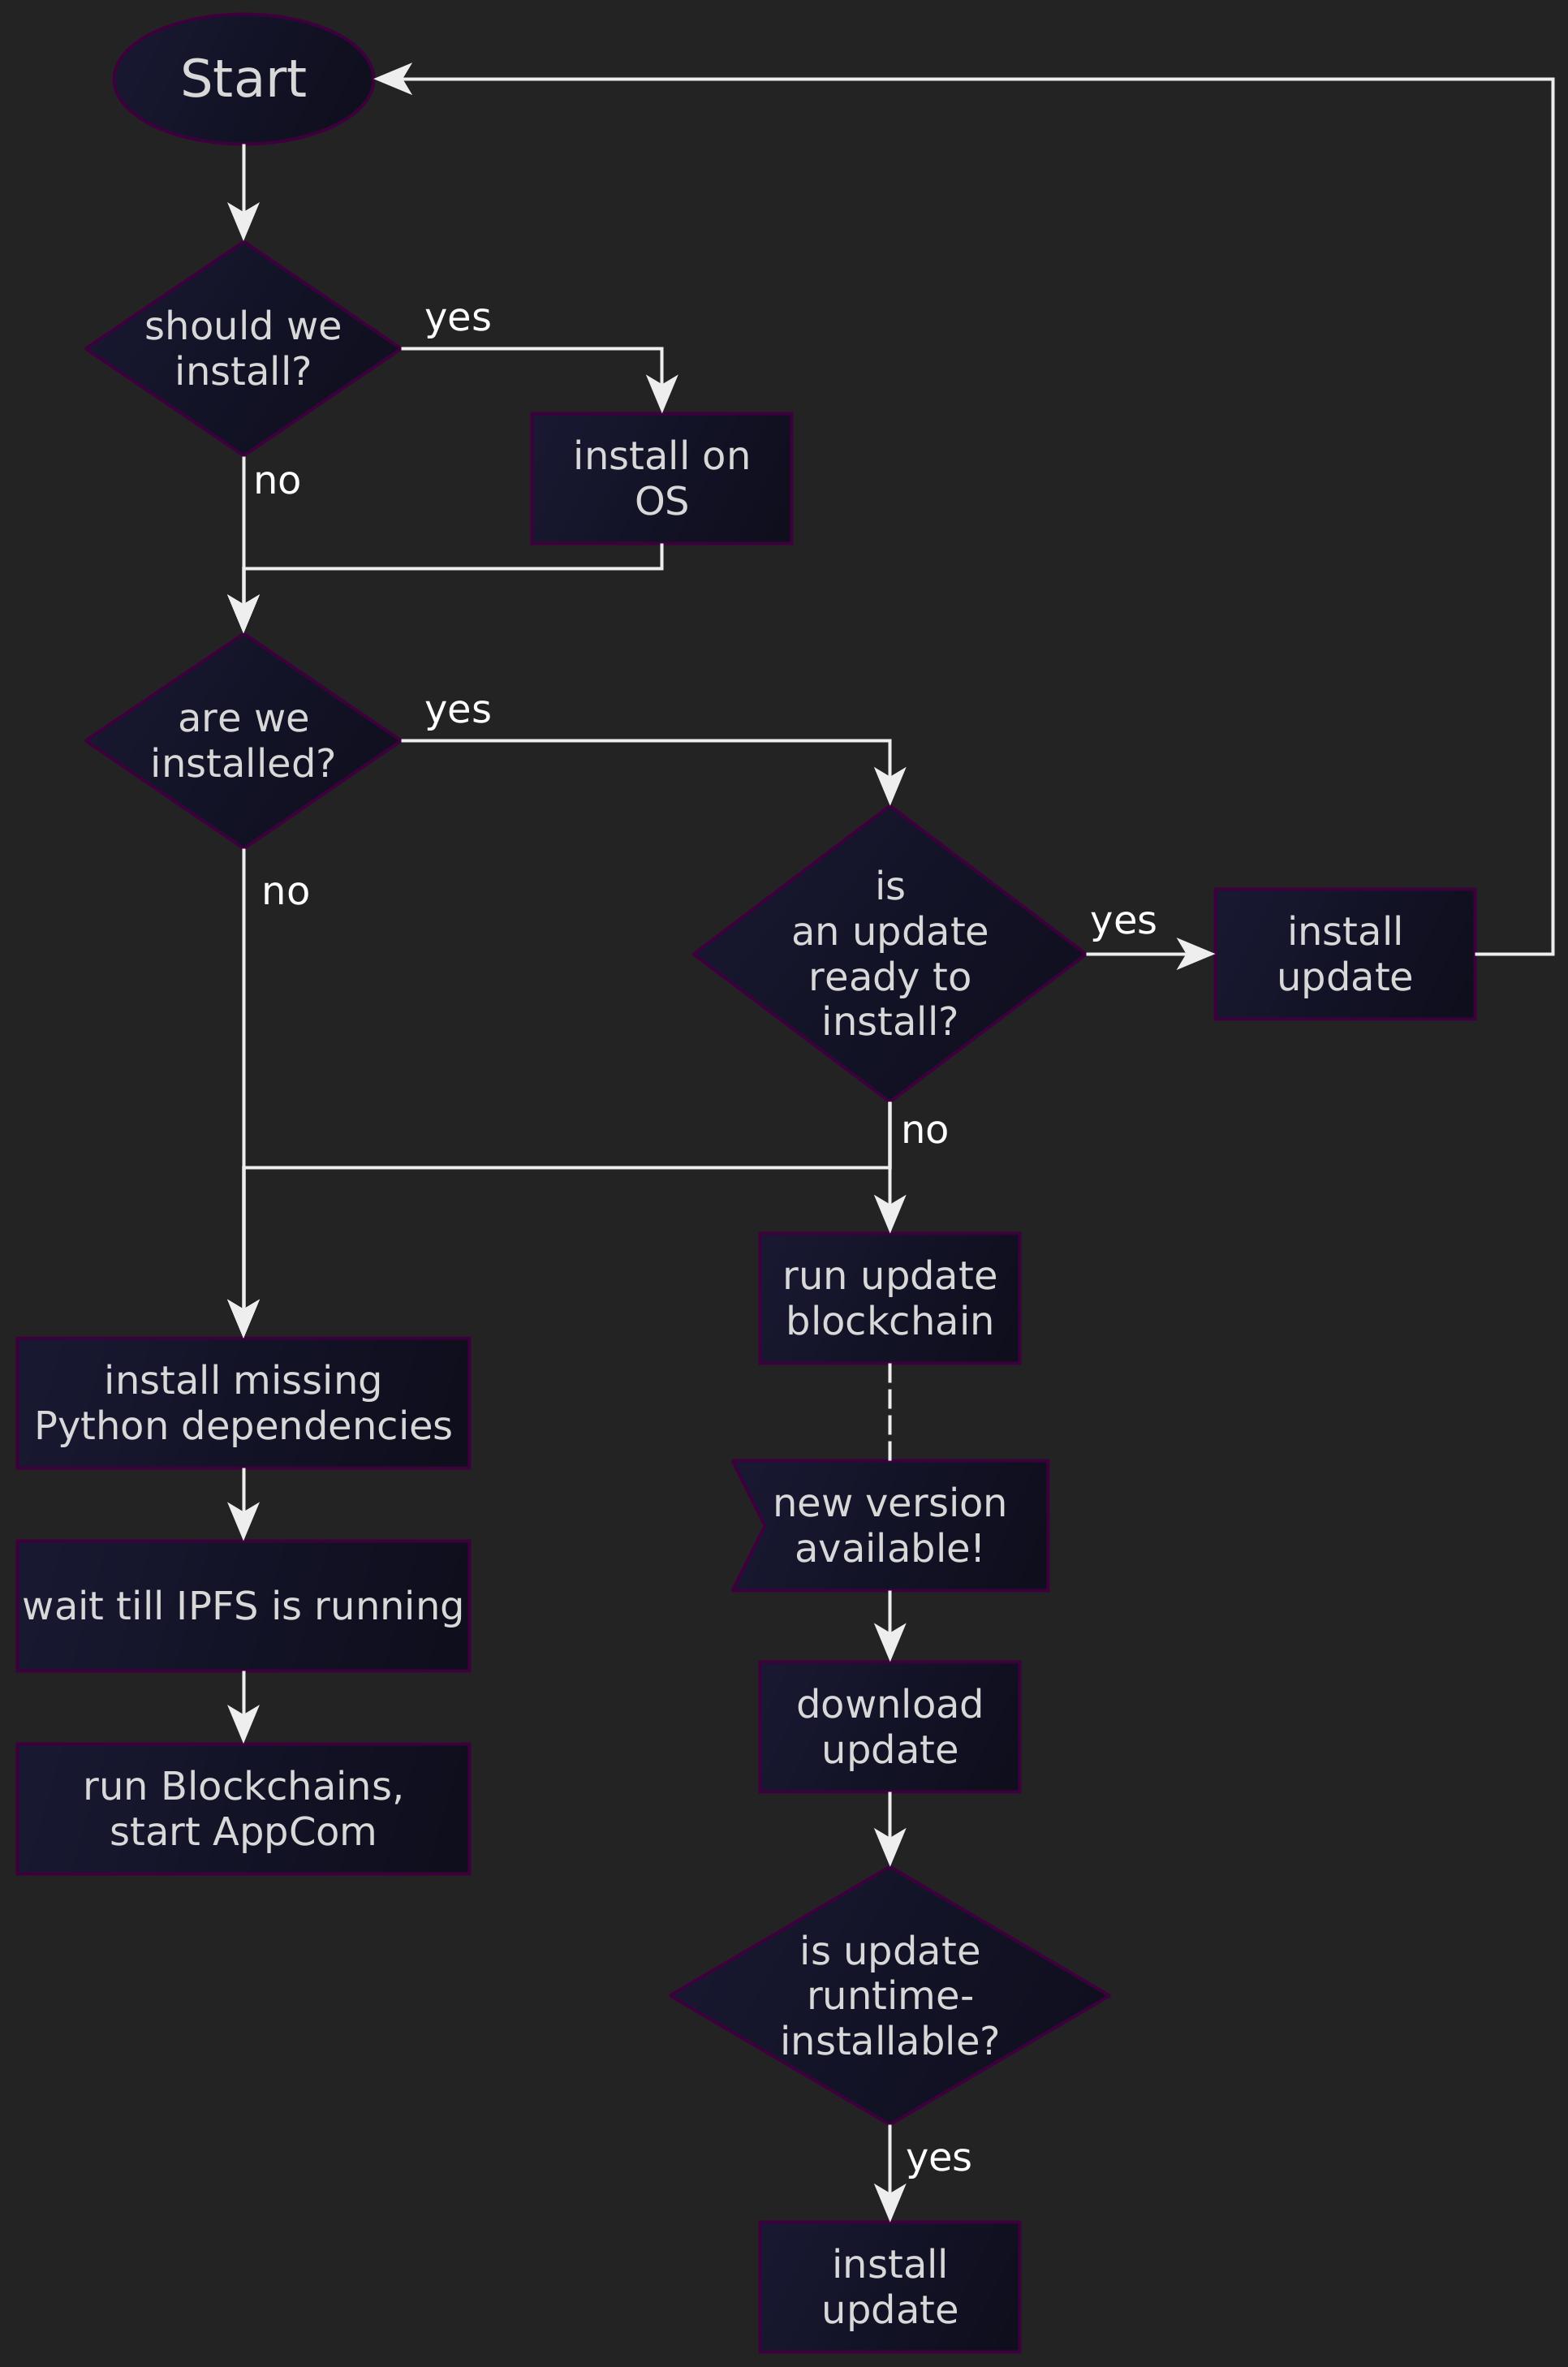 Start
should we
install?
yes
no
install on
OS
are we
installed?
yes
no
is
an update
ready to
install?
yes
install
update
no
run update
blockchain
install missing
Python dependencies
new version
available!
wait till IPFS is running
download
update
run Blockchains,
start AppCom
is update
runtime-
installable?
yes
install
update